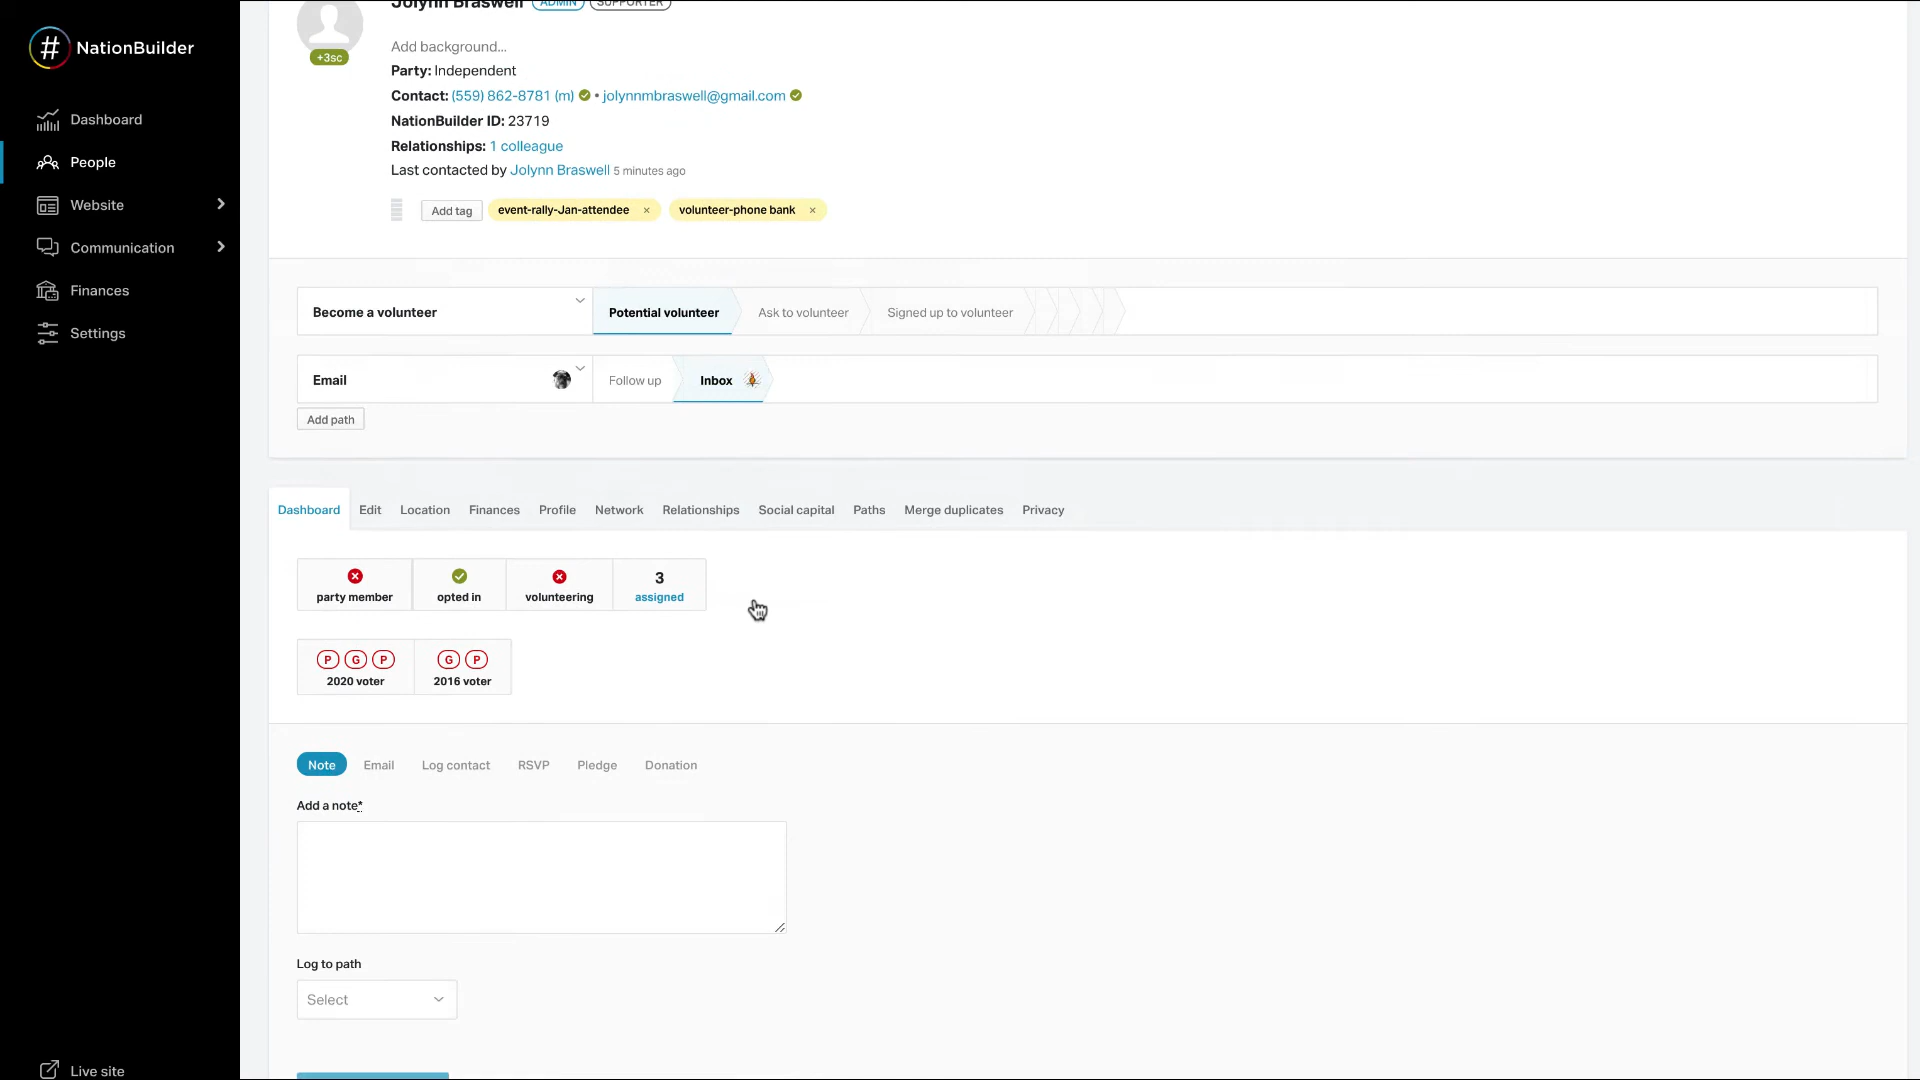 # NationBuilder
Dashboard
People
Website
Communication
Finances
Settings
Live site
Jolynn Braswell ADMIN SUPPORTER
+3sc
Add background...
Party: Independent
Contact: (559) 862-8781 (m) • jolynnmbraswell@gmail.com
NationBuilder ID: 23719
Relationships: 1 colleague
Last contacted by Jolynn Braswell 5 minutes ago
Add tag event-rally-Jan-attendee × volunteer-phone bank ×
Become a volunteer Potential volunteer Ask to volunteer Signed up to volunteer
Email Follow up Inbox
Add path
Dashboard Edit Location Finances Profile Network Relationships Social capital Paths Merge duplicates Privacy
3
party member opted in volunteering assigned
P G P G P
2020 voter 2016 voter
Note Email Log contact RSVP Pledge Donation
Add a note*
Log to path
Select